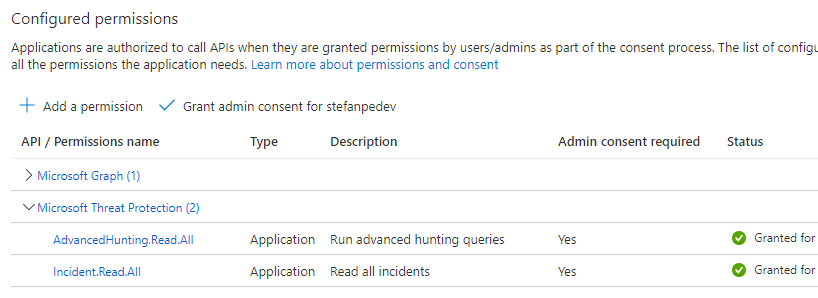 Configured permissions
Applications are authorized to call APIs when they are granted permissions by users/admins as part of the consent process. The list of configu
all the permissions the application needs. Learn more about permissions and consent
Add a permission Grant admin consent for stefanpedev
API / Permissions name Type Description Admin consent required Status
Microsoft Graph (1)
Microsoft Threat Protection (2)
AdvancedHunting.Read.All Application Run advanced hunting queries Yes Granted for
Incident.Read.All Application Read all incidents Yes Granted for